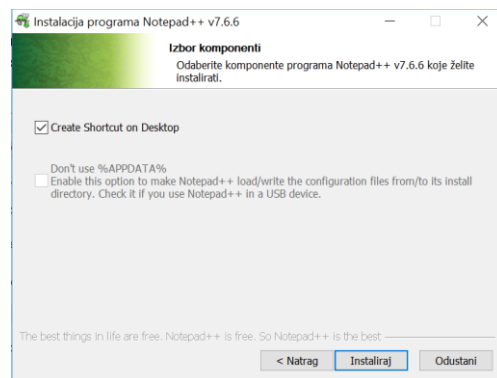 Instalacija programa Notepad++ v7.6.6
Izbor komponenti
Odaberite komponente programa Notepad++ v7.6.6 koje želite
instalirati.
Create Shortcut on Desktop
Don't use %APPDATA%
Enable this option to make Notepad++ load/write the configuration files from/to its install
directory. Check it if you use Notepad++ in a USB device.
The best things in life are free. Notepad++ is free. So Notepad++ is the best
< Natrag Instaliraj Odustani